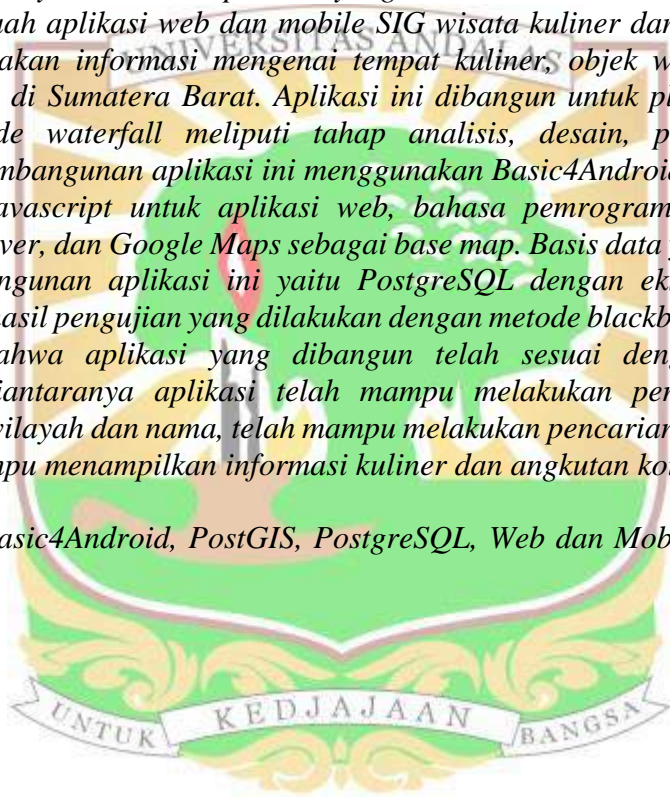 uah aplikasi web dan mobile SIG wisata kuliner dan
UNIVERSITAS ANDALAS
akan informasi mengenai tempat kuliner, objek w
di Sumatera Barat. Aplikasi ini dibangun untuk pl
de waterfall meliputi tahap analisis, desain, p
mbangunan aplikasi ini menggunakan Basic4Android
avascript untuk aplikasi web, bahasa pemrogram
ver, dan Google Maps sebagai base map. Basis data
ngunan aplikasi ini yaitu PostgreSQL dengan ek
hasil pengujian yang dilakukan dengan metode blackb
ahwa aplikasi yang dibangun telah sesuai deng
iantaranya aplikasi telah mampu melakukan pen
vilayah dan nama, telah mampu melakukan pencarian
mpu menampilkan informasi kuliner dan angkutan ko
asic4Android, PostGIS, PostgreSQL, Web dan Mob
UNTUK KEDJAJAAN BANGSA